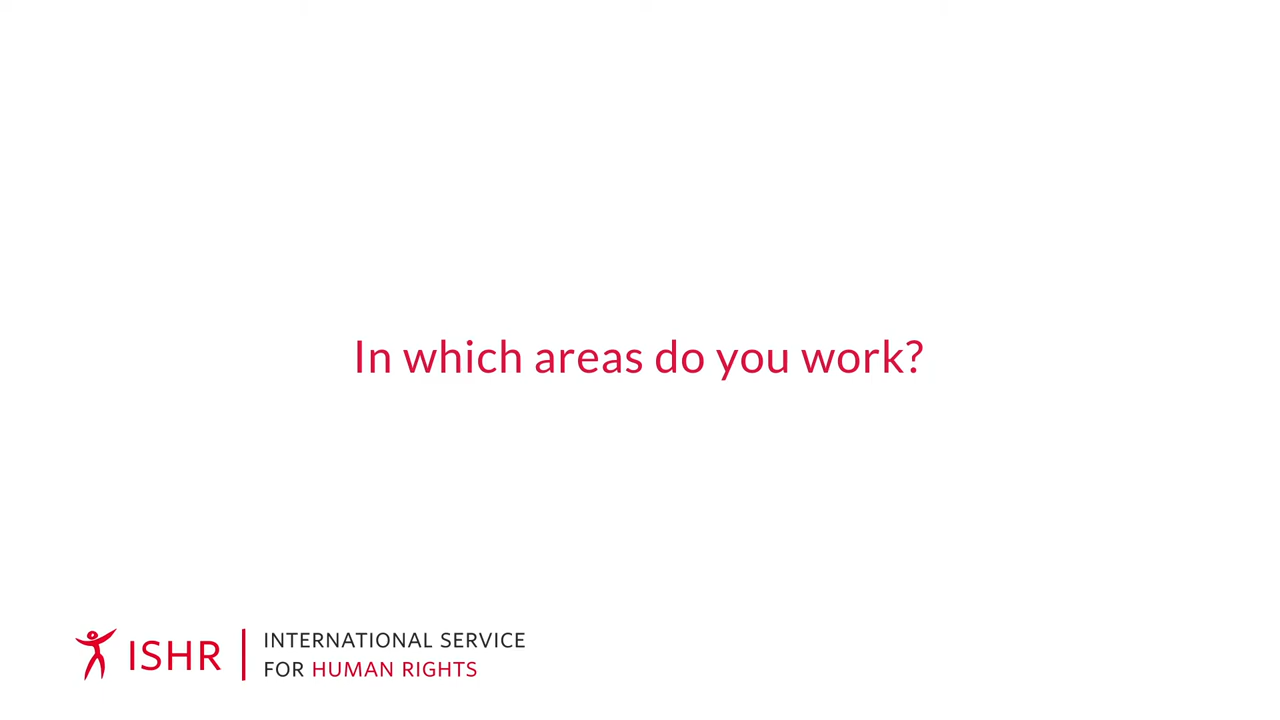 In which areas do you work?
ISHR
INTERNATIONAL SERVICE
FOR HUMAN RIGHTS